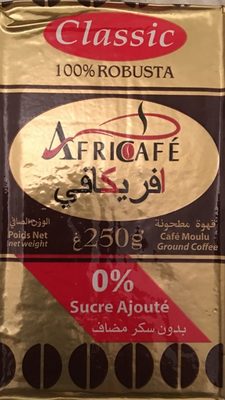 Classic
100% ROBUSTA
AFRICAFÉ
افريكافي
الوزن الصافي
Poids Net
net weight
250g غ
قهوة مطحونة
Café Moulu
Ground Coffee
0%
Sucre Ajouté
بدون سكر مضاف